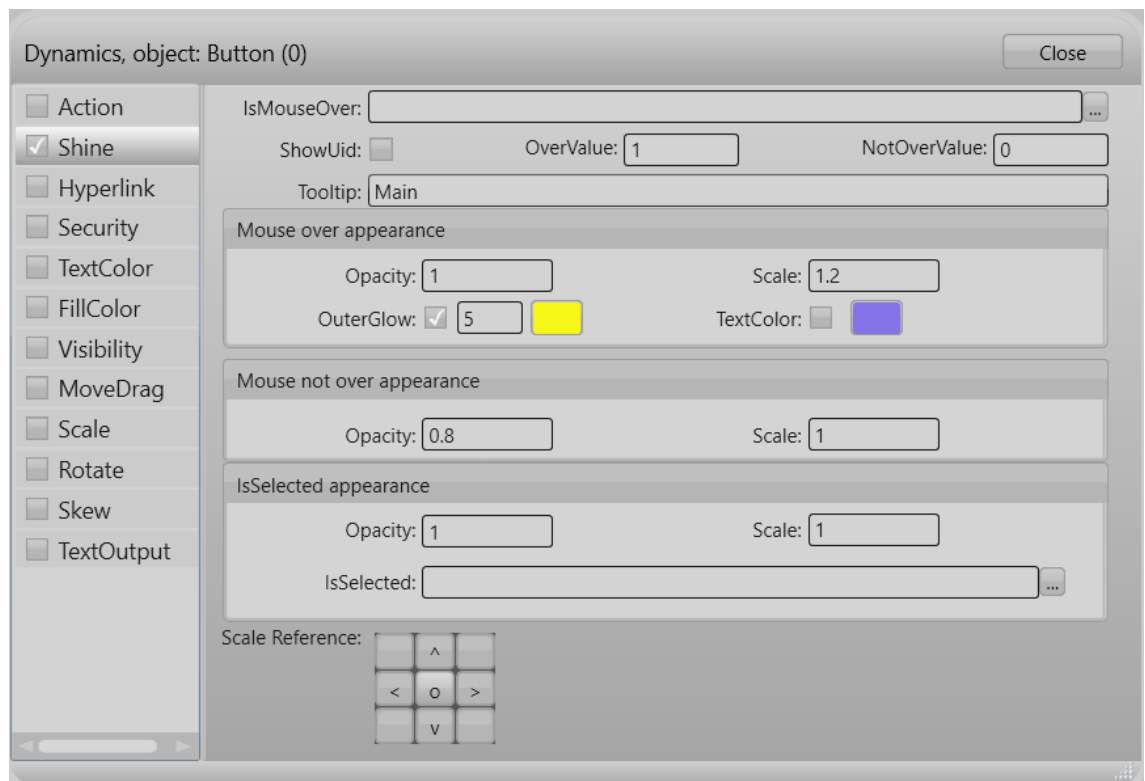 Dynamics, object: Button (0)
Close
Action
Shine
Hyperlink
Security
TextColor
FillColor
Visibility
MoveDrag
Scale
Rotate
Skew
TextOutput
IsMouseOver:
...
ShowUid:
OverValue: 1
NotOverValue: 0
Tooltip: Main
Mouse over appearance
Opacity: 1
Scale: 1.2
OuterGlow: 5
TextColor:
Mouse not over appearance
Opacity: 0.8
Scale: 1
IsSelected appearance
Opacity: 1
Scale: 1
IsSelected:
...
Scale Reference:
^
< o >
v